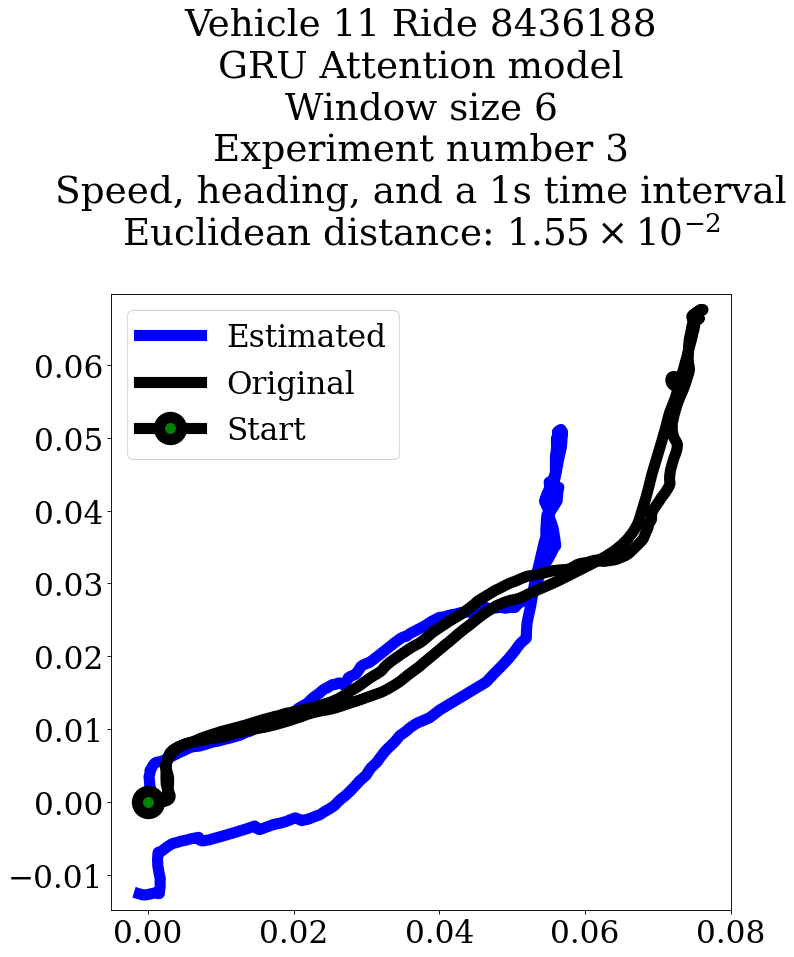 Vehicle 11 Ride 8436188
GRU Attention model
Window size 6
Experiment number 3
Speed, heading, and a 1s time interval
Euclidean distance: 1.55 × 10⁻²
Estimated
Original
Start
0.06
0.05
0.04
0.03
0.02
0.01
0.00
−0.01
0.00 0.02 0.04 0.06 0.08